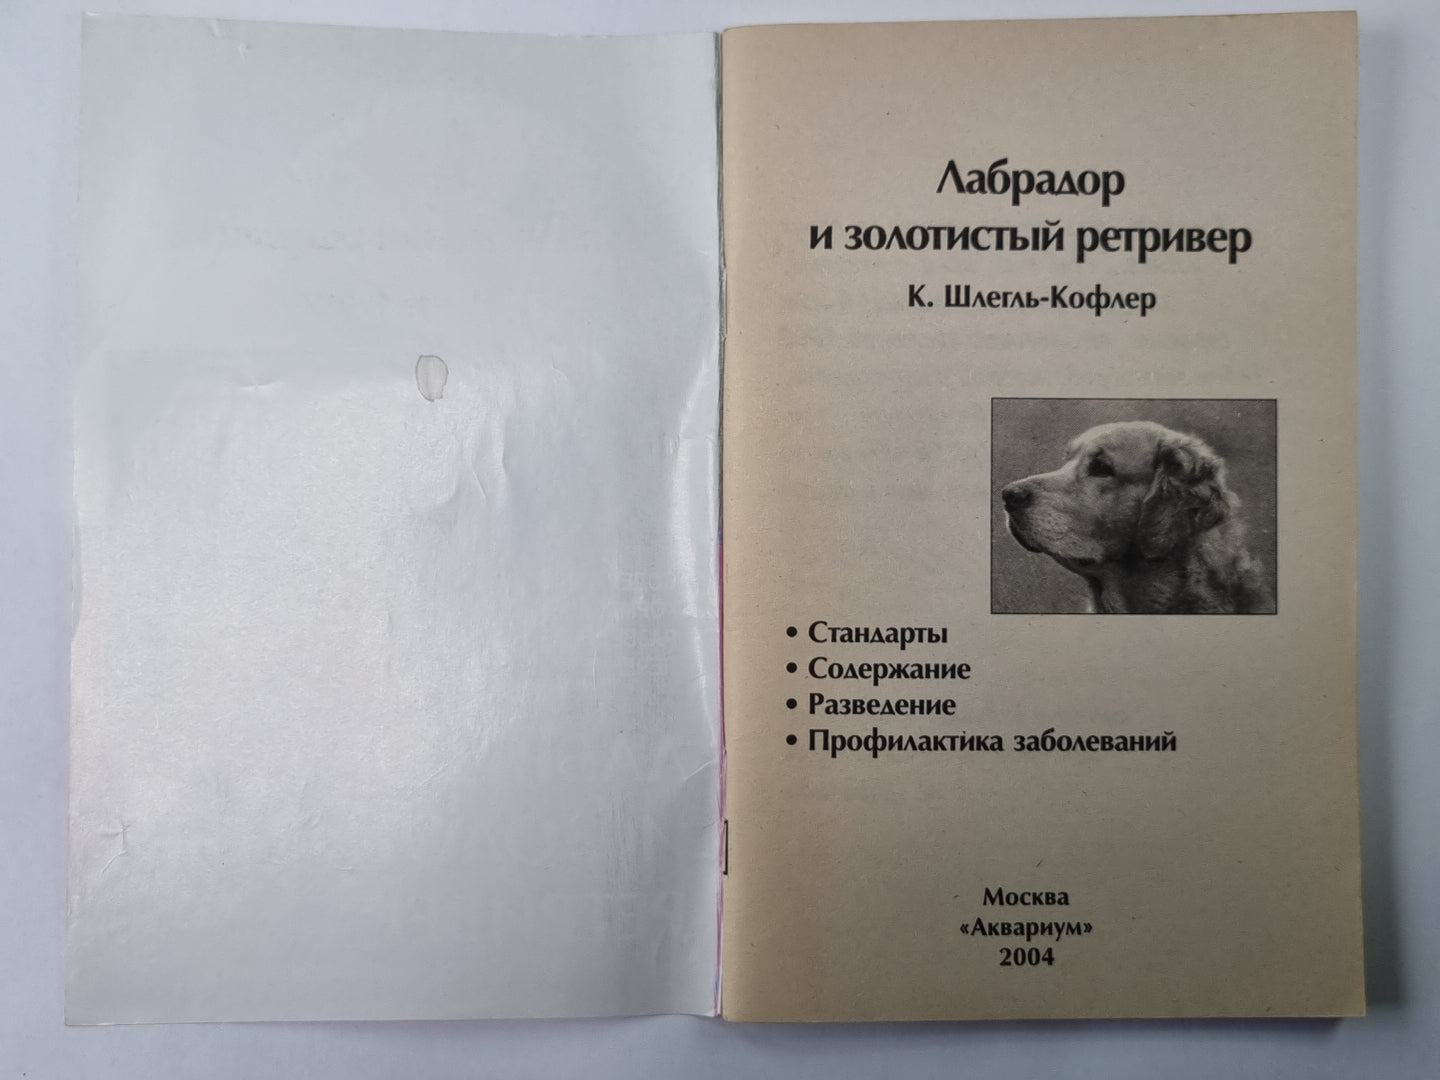 Лабрадор
и золотистый ретривер
К. Шлегль-Кофлер
• Стандарты
• Содержание
• Разведение
• Профилактика заболеваний
Москва
«Аквариум»
2004